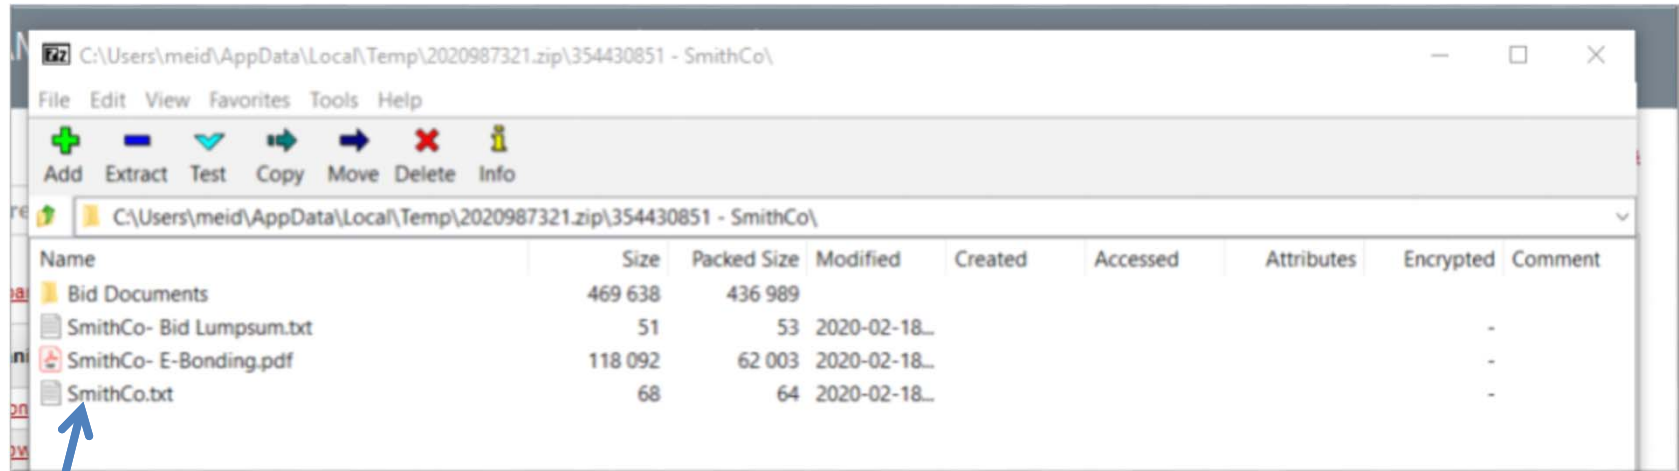 C:\Users\meid\AppData\Local\Temp\2020987321.zip\354430851 - SmithCo\
File Edit View Favorites Tools Help
Add Extract Test Copy Move Delete Info
C:\Users\meid\AppData\Local\Temp\2020987321.zip\354430851 - SmithCo\
Name Size Packed Size Modified Created Accessed Attributes Encrypted Comment
Bid Documents 469 638 436 989
SmithCo- Bid Lumpsum.txt 51 53 2020-02-18... -
SmithCo- E-Bonding.pdf 118 092 62 003 2020-02-18... -
SmithCo.txt 68 64 2020-02-18... -